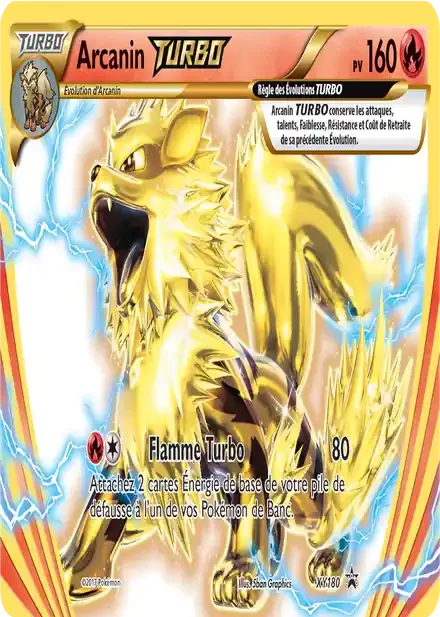 TURBO
Arcanin TURBO PV 160
Évolution d'Arcanin
Règle des Évolutions TURBO
Arcanin TURBO conserve les attaques,
talents, Faiblesse, Résistance et Coût de Retraite
de sa précédente Évolution.
Flamme Turbo 80
Attachez 2 cartes Énergie de base de votre pile de
défausse à l'un de vos Pokémon de Banc.
©2017 Pokémon
Illus. 5ban Graphics
XY180